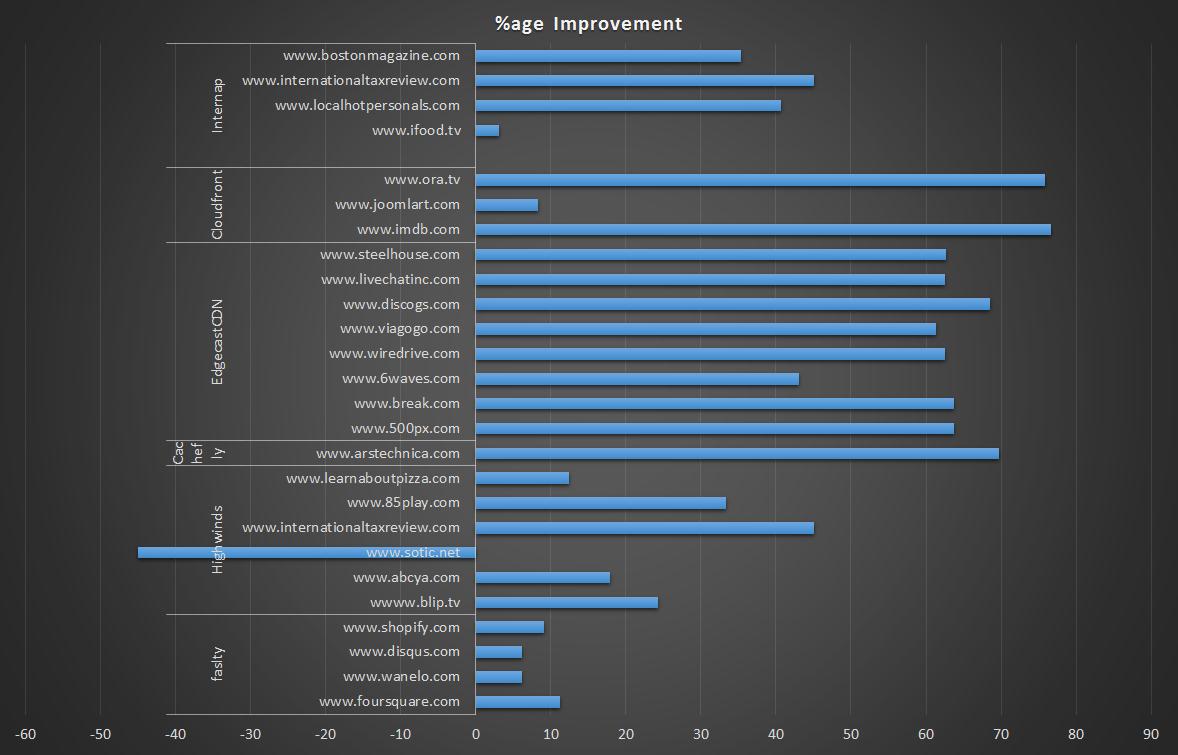 %age Improvement
Internap
www.bostonmagazine.com
www.internationaltaxreview.com
www.localhotpersonals.com
www.ifood.tv
Cloudfront
www.ora.tv
www.joomlart.com
www.imdb.com
EdgecastCDN
www.steelhouse.com
www.livechatinc.com
www.discogs.com
www.viagogo.com
www.wiredrive.com
www.6waves.com
www.break.com
www.500px.com
Cac
hef
ly
www.arstechnica.com
Highwinds
www.learnaboutpizza.com
www.85play.com
www.internationaltaxreview.com
www.sotic.net
www.abcya.com
wwww.blip.tv
faslty
www.shopify.com
www.disqus.com
www.wanelo.com
www.foursquare.com
-60 -50 -40 -30 -20 -10 0 10 20 30 40 50 60 70 80 90